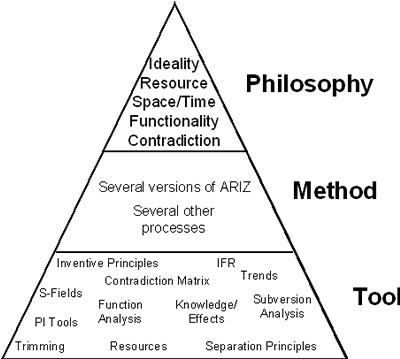 Ideality
Resource
Space/Time
Functionality
Contradiction
Philosophy
Several versions of ARIZ
Several other
processes
Method
Inventive Principles
IFR
Trends
Contradiction Matrix
S-Fields
Function
Analysis
Knowledge/
Effects
Subversion
Analysis
PI Tools
Trimming
Resources
Separation Principles
Tool